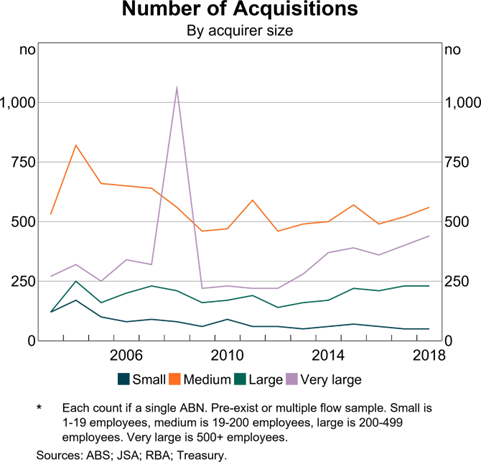 Number of Acquisitions
By acquirer size
no no
1,000 1,000
750 750
500 500
250 250
0 0
2006 2010 2014 2018
Small Medium Large Very large
* Each count if a single ABN. Pre-exist or multiple flow sample. Small is
1-19 employees, medium is 19-200 employees, large is 200-499
employees. Very large is 500+ employees.
Sources: ABS; JSA; RBA; Treasury.